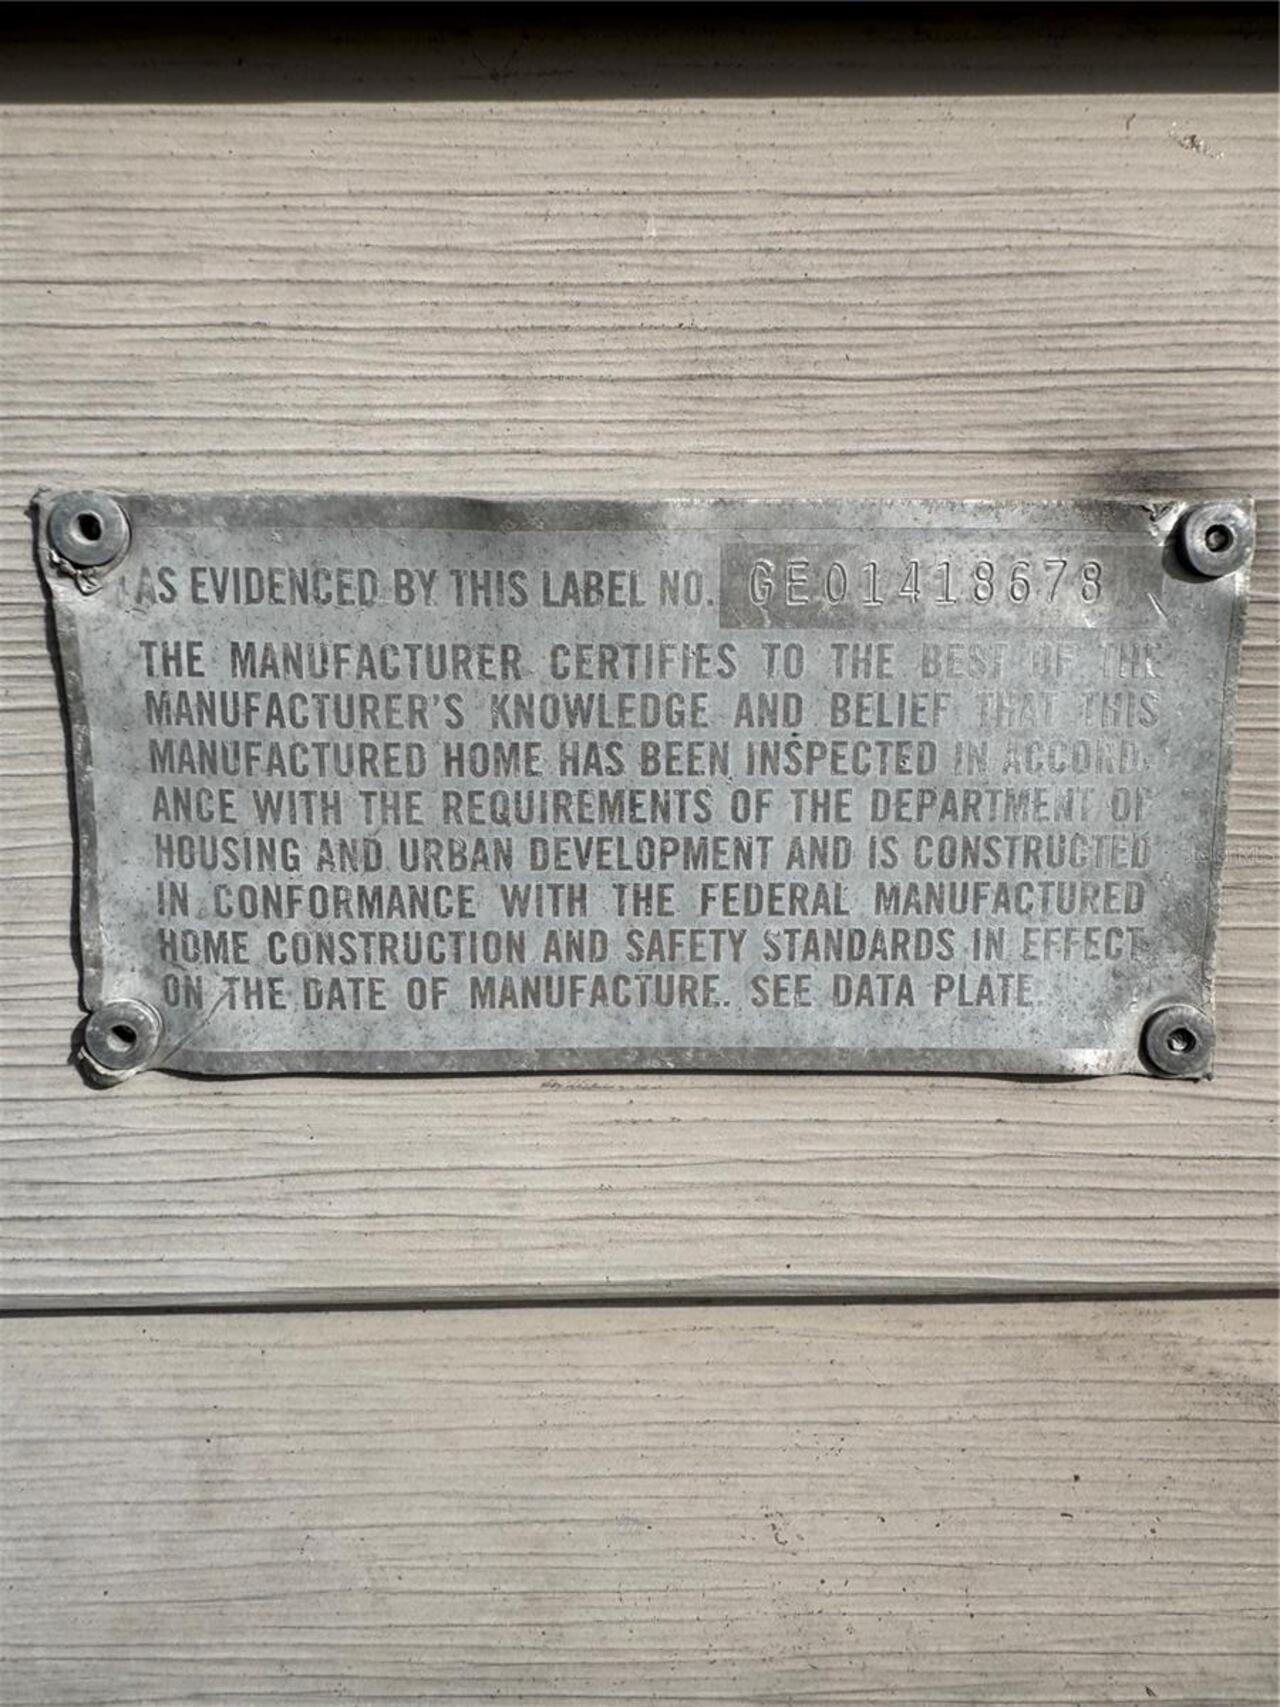 AS EVIDENCED BY THIS LABEL NO. GEO1418678
THE MANUFACTURER CERTIFIES TO THE BEST OF THE
MANUFACTURER'S KNOWLEDGE AND BELIEF THAT THIS
MANUFACTURED HOME HAS BEEN INSPECTED IN ACCORD-
ANCE WITH THE REQUIREMENTS OF THE DEPARTMENT OF
HOUSING AND URBAN DEVELOPMENT AND IS CONSTRUCTED
IN CONFORMANCE WITH THE FEDERAL MANUFACTURED
HOME CONSTRUCTION AND SAFETY STANDARDS IN EFFECT
ON THE DATE OF MANUFACTURE. SEE DATA PLATE.